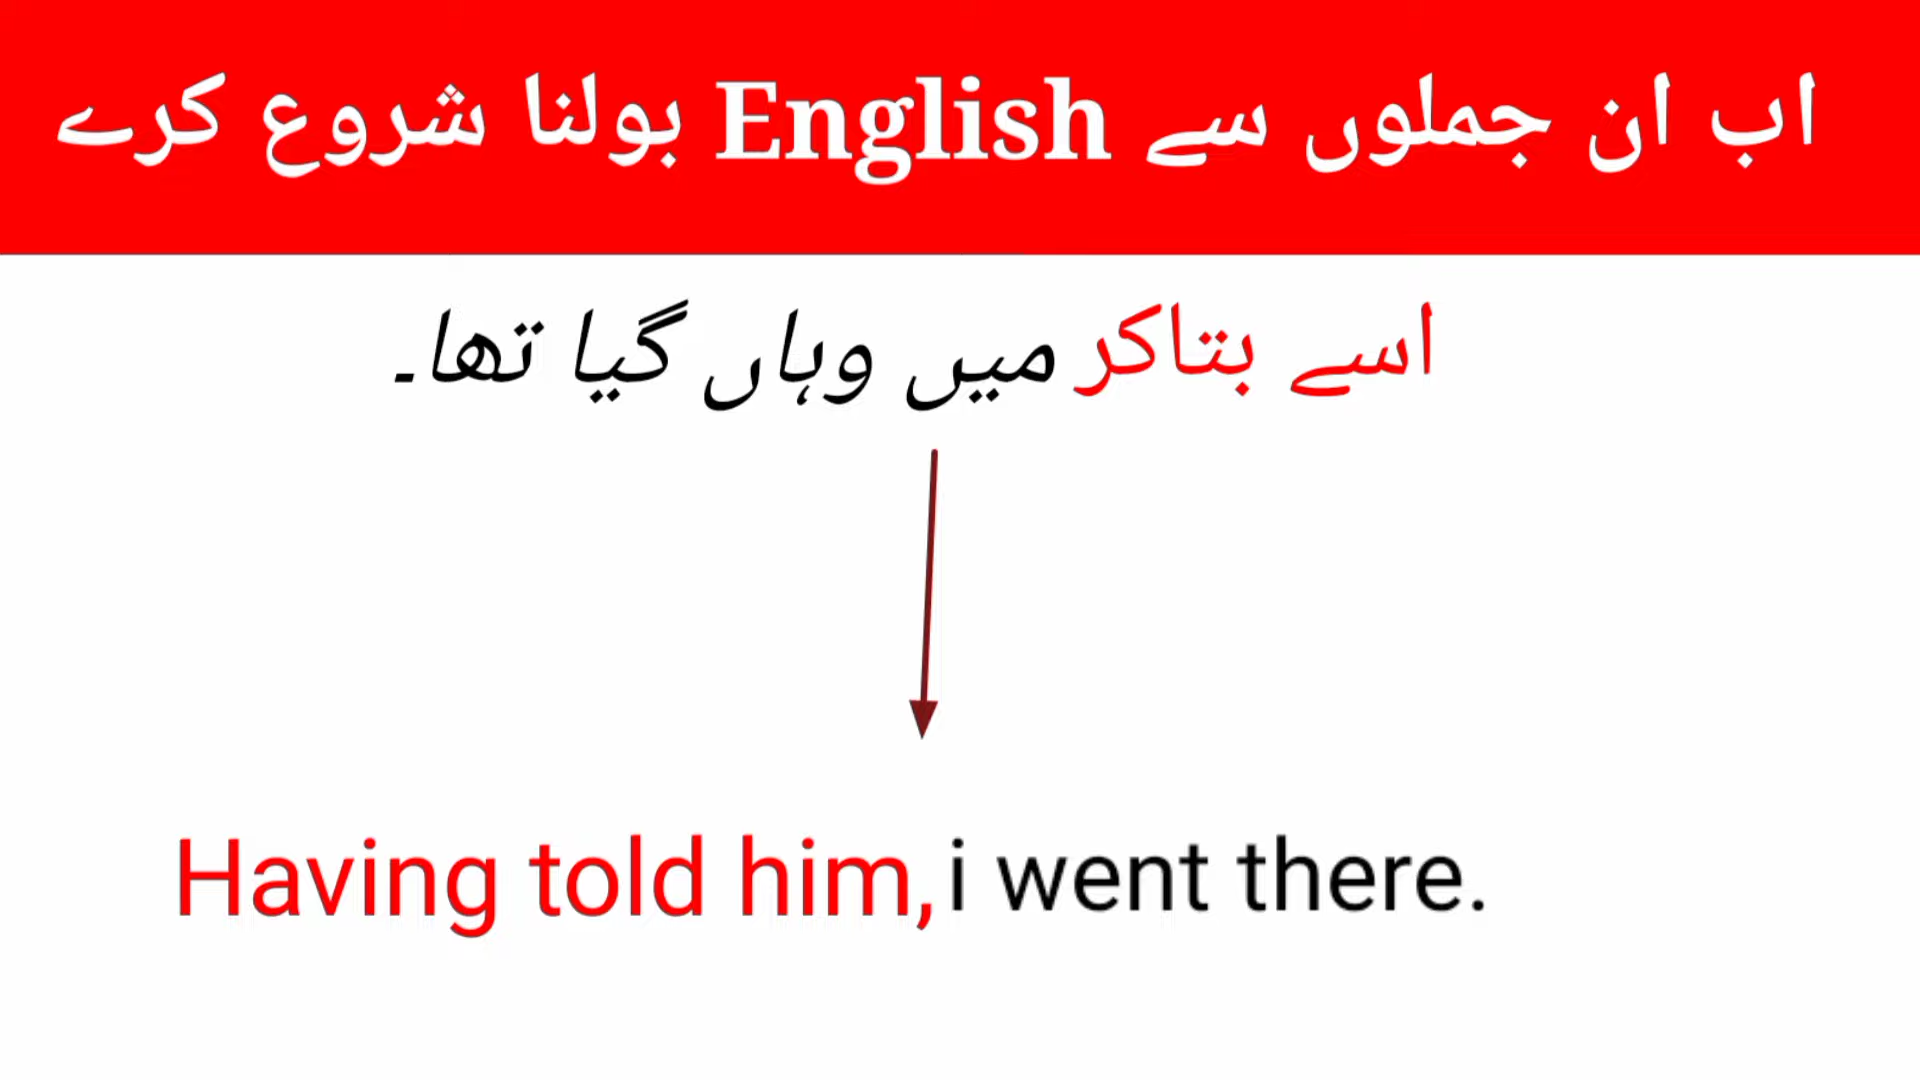 اب ان جملوں سے English بولنا شروع کرے
اسے بتاکر میں وہاں گیا تھا۔
Having told him, i went there.